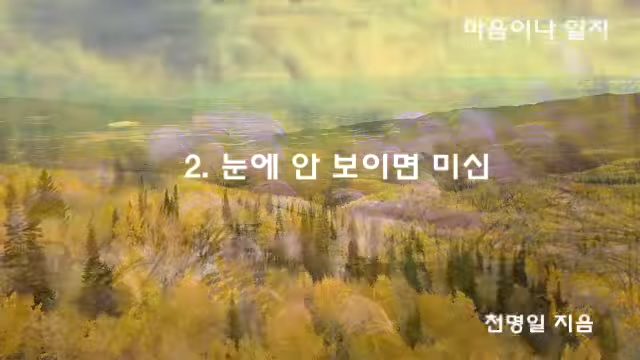 마음이나 알지
2. 눈에 안 보이면 미신
천명일 지음